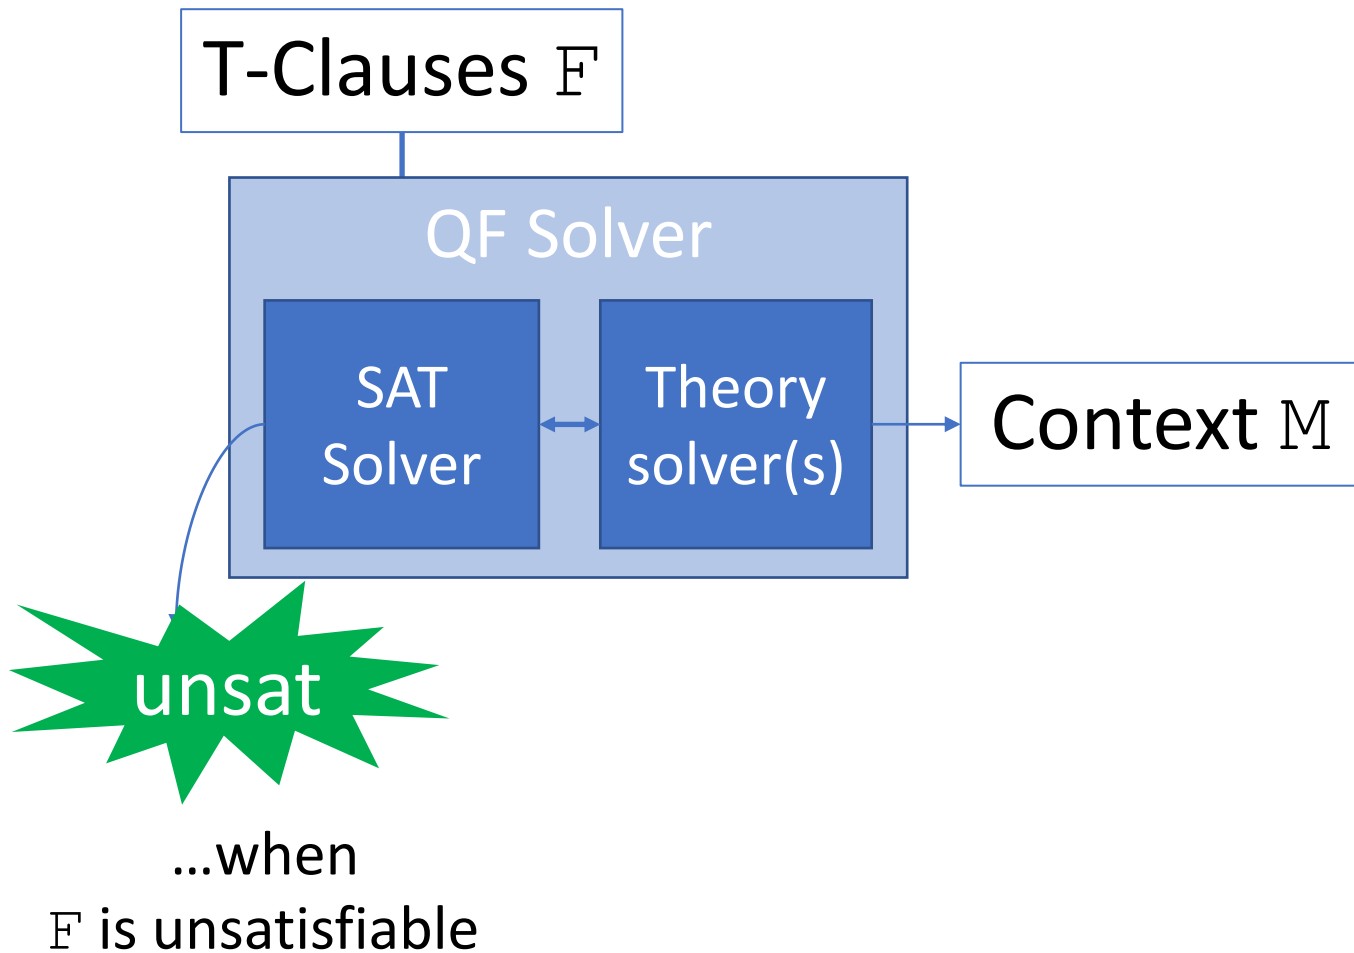 T-Clauses F
QF Solver
SAT
Solver
Theory
solver(s)
Context M
unsat
…when
F is unsatisfiable